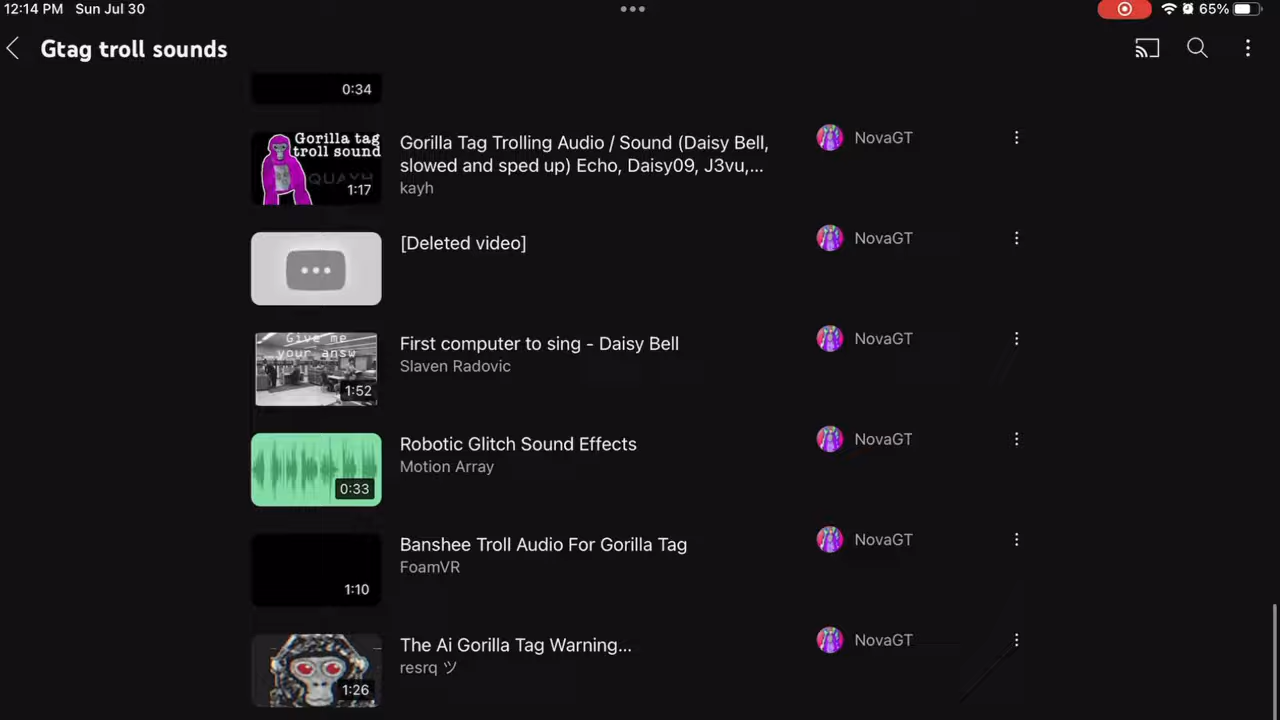 12:14 PM Sun Jul 30
65%
Gtag troll sounds
0:34
Gorilla tag
troll sound
QUAYH
1:17
Gorilla Tag Trolling Audio / Sound (Daisy Bell,
slowed and sped up) Echo, Daisy09, J3vu,...
kayh
NovaGT
[Deleted video]
NovaGT
Give me
your answ
1:52
First computer to sing - Daisy Bell
Slaven Radovic
NovaGT
0:33
Robotic Glitch Sound Effects
Motion Array
NovaGT
1:10
Banshee Troll Audio For Gorilla Tag
FoamVR
NovaGT
1:26
The Ai Gorilla Tag Warning...
resrq ツ
NovaGT